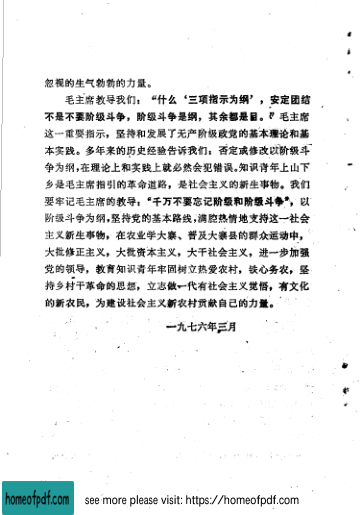 忽视的生气勃勃的力量。
毛主席教导我们：“什么‘三项指示为纲’，安定团结
不是不要阶级斗争，阶级斗争是纲，其余都是目。”毛主席
这一重要指示，坚持和发展了无产阶级政党的基本理论和基
本实践。多年来的历史经验告诉我们：否定或修改以阶级斗
争为纲，在理论上和实践上就必然会犯错误。知识青年上山下
乡是毛主席指引的革命道路，是社会主义的新生事物。我们
要牢记毛主席的教导：“千万不要忘记阶级和阶级斗争”，以
阶级斗争为纲，坚持党的基本路线，满腔热情地支持这一社会
主义新生事物，在农业学大寨、普及大寨县的群众运动中，
大批修正主义，大批资本主义，大干社会主义，进一步加强
党的领导，教育知识青年牢固树立热爱农村，铁心务农，坚
持乡村干革命的思想，立志做一代有社会主义觉悟，有文化
的新农民，为建设社会主义新农村贡献自己的力量。
一九七六年三月
homeofpdf.com
see more please visit: https://homeofpdf.com